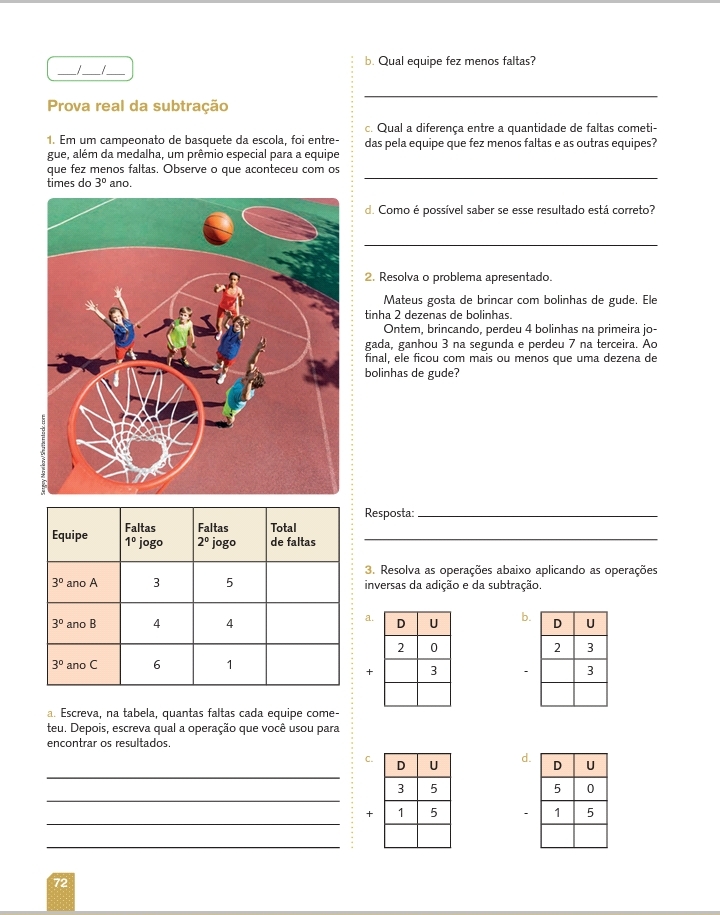 ___/___/___
Prova real da subtração
1. Em um campeonato de basquete da escola, foi entre-
gue, além da medalha, um prêmio especial para a equipe
que fez menos faltas. Observe o que aconteceu com os
times do 3º ano.
Sergey Novikov/Shutterstock.com
Equipe Faltas 1º jogo Faltas 2º jogo Total de faltas
3º ano A 3 5
3º ano B 4 4
3º ano C 6 1
a. Escreva, na tabela, quantas faltas cada equipe come-
teu. Depois, escreva qual a operação que você usou para
encontrar os resultados.
b. Qual equipe fez menos faltas?
c. Qual a diferença entre a quantidade de faltas cometi-
das pela equipe que fez menos faltas e as outras equipes?
d. Como é possível saber se esse resultado está correto?
2. Resolva o problema apresentado.
Mateus gosta de brincar com bolinhas de gude. Ele
tinha 2 dezenas de bolinhas.
Ontem, brincando, perdeu 4 bolinhas na primeira jo-
gada, ganhou 3 na segunda e perdeu 7 na terceira. Ao
final, ele ficou com mais ou menos que uma dezena de
bolinhas de gude?
Resposta:
3. Resolva as operações abaixo aplicando as operações
inversas da adição e da subtração.
a.
D U
2 0
+ 3
b.
D U
2 3
- 3
c.
D U
3 5
+ 1 5
d.
D U
5 0
- 1 5
72